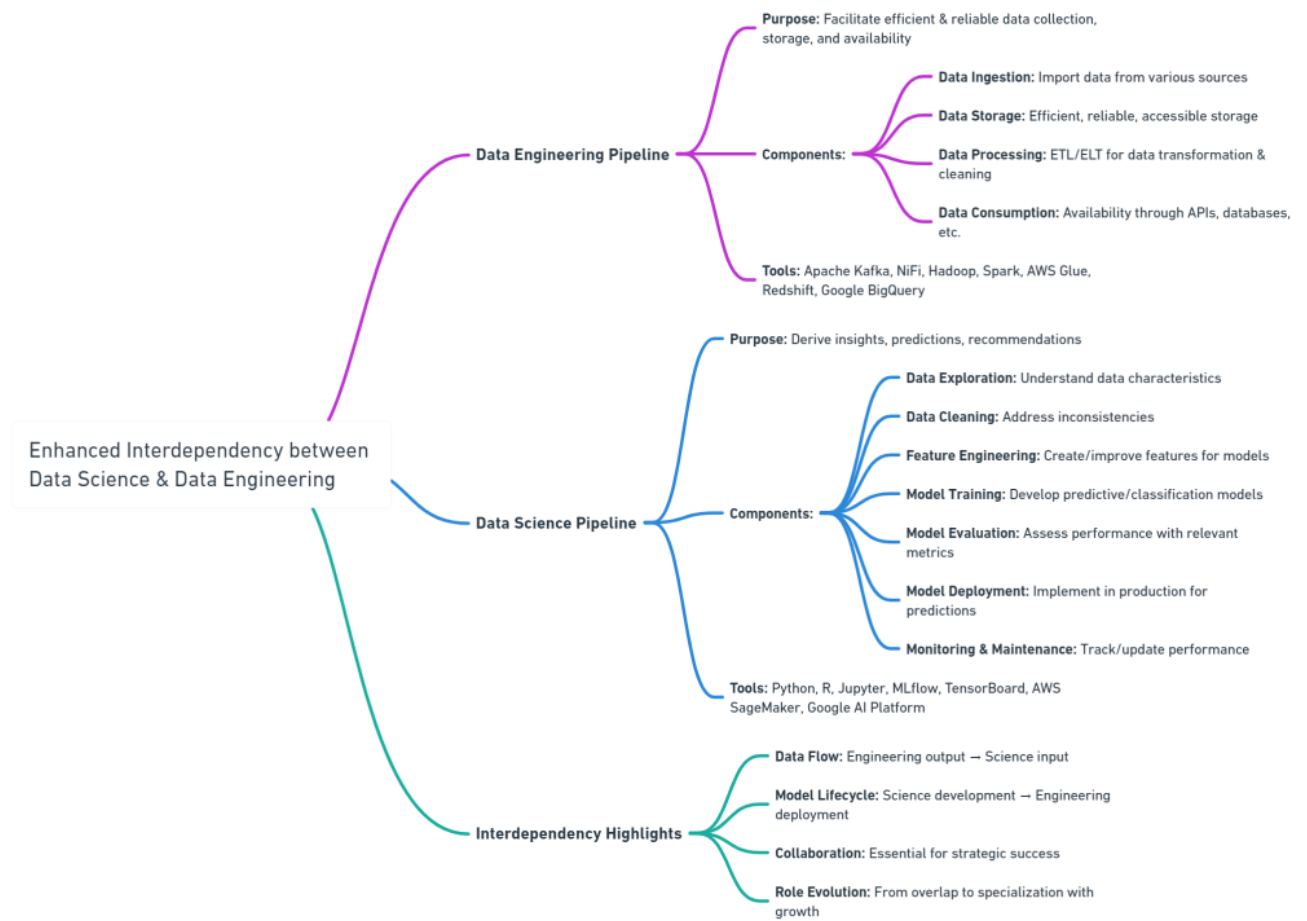 Purpose: Facilitate efficient & reliable data collection,
storage, and availability
Data Ingestion: Import data from various sources
Data Storage: Efficient, reliable, accessible storage
Data Engineering Pipeline
Components:
Data Processing: ETL/ELT for data transformation &
cleaning
Data Consumption: Availability through APIs, databases,
etc.
Tools: Apache Kafka, NiFi, Hadoop, Spark, AWS Glue,
Redshift, Google BigQuery
Enhanced Interdependency between
Data Science & Data Engineering
Purpose: Derive insights, predictions, recommendations
Data Exploration: Understand data characteristics
Data Cleaning: Address inconsistencies
Feature Engineering: Create/improve features for models
Model Training: Develop predictive/classification models
Data Science Pipeline
Components:
Model Evaluation: Assess performance with relevant
metrics
Model Deployment: Implement in production for
predictions
Monitoring & Maintenance: Track/update performance
Tools: Python, R, Jupyter, MLflow, TensorBoard, AWS
SageMaker, Google AI Platform
Data Flow: Engineering output → Science input
Model Lifecycle: Science development → Engineering
deployment
Interdependency Highlights
Collaboration: Essential for strategic success
Role Evolution: From overlap to specialization with
growth